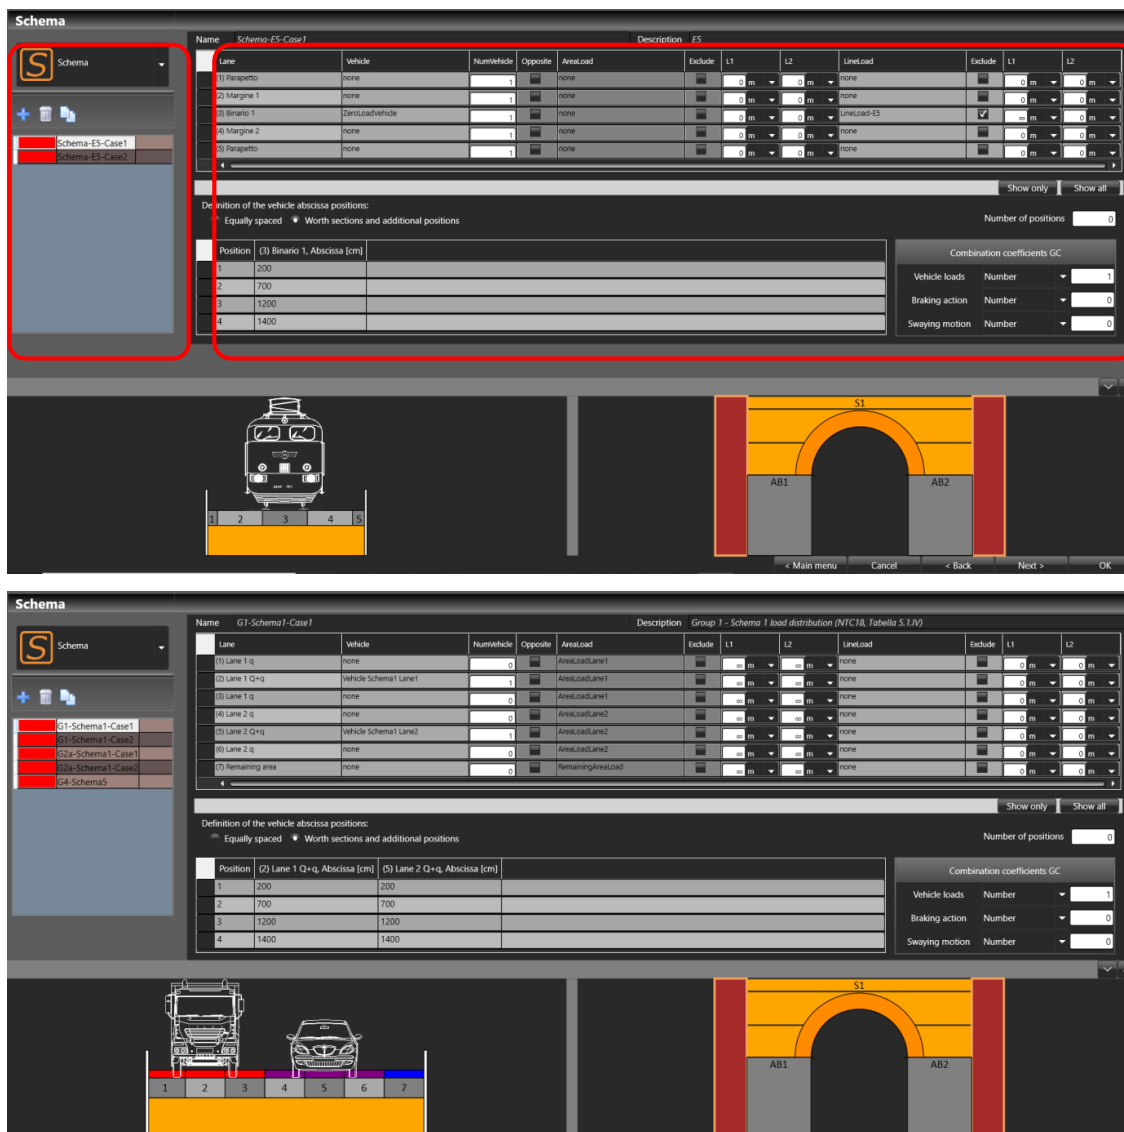 Schema
Name Schema-E5-Case1 Description E5
Schema
Lane Vehicle NumVehicle Opposite AreaLoad Exclude L1 L2 LineLoad Exclude L1 L2
(1) Parapetto none 1 none 0 m 0 m none 0 m 0 m
(2) Margine 1 none 1 none 0 m 0 m none 0 m 0 m
(3) Binario 1 ZeroLoadVehicle 1 none 0 m 0 m LineLoad-E5 ∞ m 0 m
(4) Margine 2 none 1 none 0 m 0 m none 0 m 0 m
(5) Parapetto none 1 none 0 m 0 m none 0 m 0 m
Schema-E5-Case1
Schema-E5-Case2
Show only Show all
Definition of the vehicle abscissa positions:
Equally spaced Worth sections and additional positions Number of positions 0
Position (3) Binario 1, Abscissa [cm]
1 200
2 700
3 1200
4 1400
Combination coefficients GC
Vehicle loads Number 1
Braking action Number 0
Swaying motion Number 0
1 2 3 4 5
S1
AB1 AB2
< Main menu Cancel < Back Next > OK
Schema
Name G1-Schema1-Case1 Description Group 1 - Schema 1 load distribution (NTC18, Tabella 5.1.IV)
Schema
Lane Vehicle NumVehicle Opposite AreaLoad Exclude L1 L2 LineLoad Exclude L1 L2
(1) Lane 1 q none 0 AreaLoadLane1 ∞ m ∞ m none 0 m 0 m
(2) Lane 1 Q+q Vehicle Schema1 Lane1 1 AreaLoadLane1 ∞ m ∞ m none 0 m 0 m
(3) Lane 1 q none 0 AreaLoadLane1 ∞ m ∞ m none 0 m 0 m
(4) Lane 2 q none 0 AreaLoadLane2 ∞ m ∞ m none 0 m 0 m
(5) Lane 2 Q+q Vehicle Schema1 Lane2 1 AreaLoadLane2 ∞ m ∞ m none 0 m 0 m
(6) Lane 2 q none 0 AreaLoadLane2 ∞ m ∞ m none 0 m 0 m
(7) Remaining area none 0 RemainingAreaLoad ∞ m ∞ m none 0 m 0 m
G1-Schema1-Case1
G1-Schema1-Case2
G2a-Schema1-Case1
G2a-Schema1-Case2
G4-Schema5
Show only Show all
Definition of the vehicle abscissa positions:
Equally spaced Worth sections and additional positions Number of positions 0
Position (2) Lane 1 Q+q, Abscissa [cm] (5) Lane 2 Q+q, Abscissa [cm]
1 200 200
2 700 700
3 1200 1200
4 1400 1400
Combination coefficients GC
Vehicle loads Number 1
Braking action Number 0
Swaying motion Number 0
1 2 3 4 5 6 7
S1
AB1 AB2